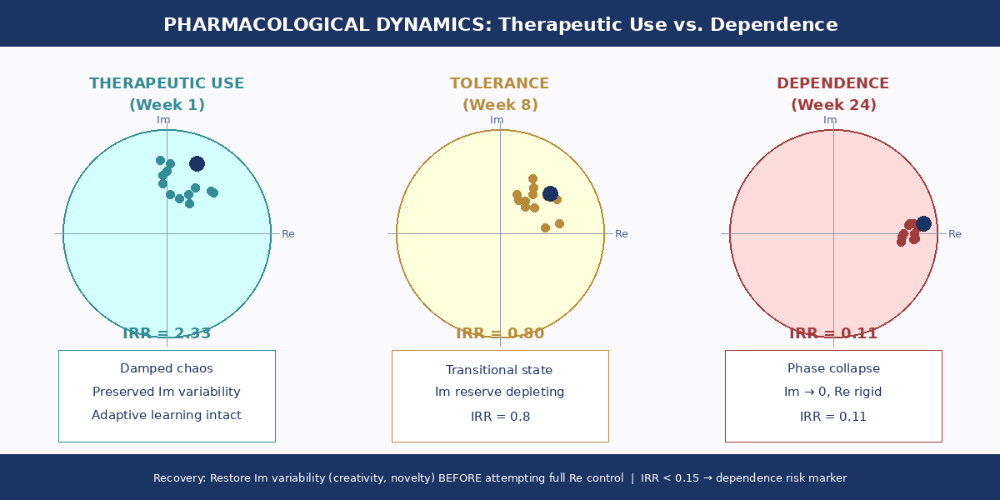 PHARMACOLOGICAL DYNAMICS: Therapeutic Use vs. Dependence
THERAPEUTIC USE
(Week 1)
Im
Re
IRR = 2.33
Damped chaos
Preserved Im variability
Adaptive learning intact
TOLERANCE
(Week 8)
Im
Re
IRR = 0.80
Transitional state
Im reserve depleting
IRR = 0.8
DEPENDENCE
(Week 24)
Im
Re
IRR = 0.11
Phase collapse
Im → 0, Re rigid
IRR = 0.11
Recovery: Restore Im variability (creativity, novelty) BEFORE attempting full Re control | IRR < 0.15 → dependence risk marker